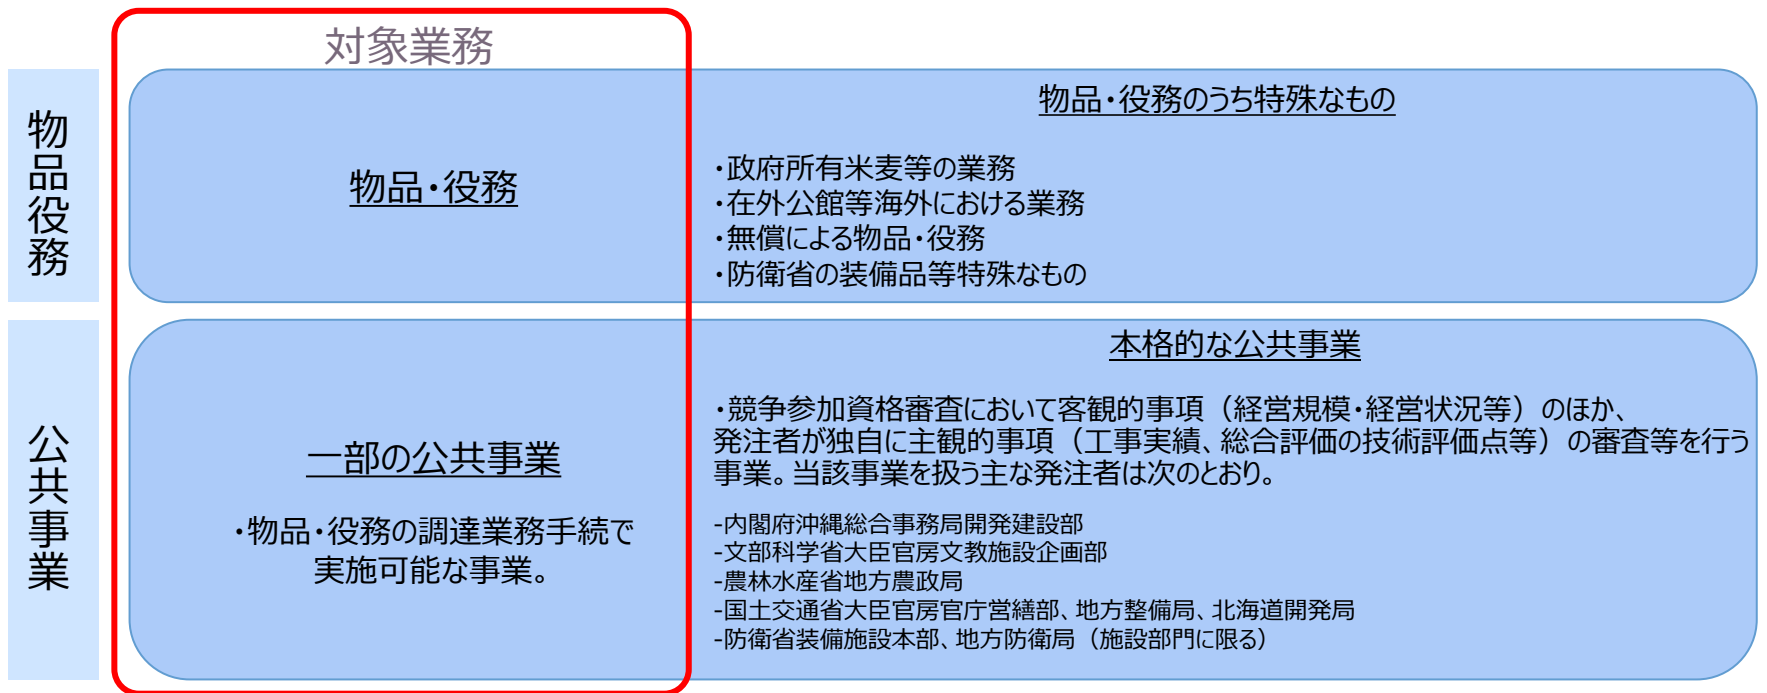 対象業務
物品役務
物品・役務
物品・役務のうち特殊なもの
・政府所有米麦等の業務
・在外公館等海外における業務
・無償による物品・役務
・防衛省の装備品等特殊なもの
公共事業
一部の公共事業
・物品・役務の調達業務手続で
実施可能な事業。
本格的な公共事業
・競争参加資格審査において客観的事項（経営規模・経営状況等）のほか、
発注者が独自に主観的事項（工事実績、総合評価の技術評価点等）の審査等を行う
事業。当該事業を扱う主な発注者は次のとおり。
-内閣府沖縄総合事務局開発建設部
-文部科学省大臣官房文教施設企画部
-農林水産省地方農政局
-国土交通省大臣官房官庁営繕部、地方整備局、北海道開発局
-防衛省装備施設本部、地方防衛局（施設部門に限る）